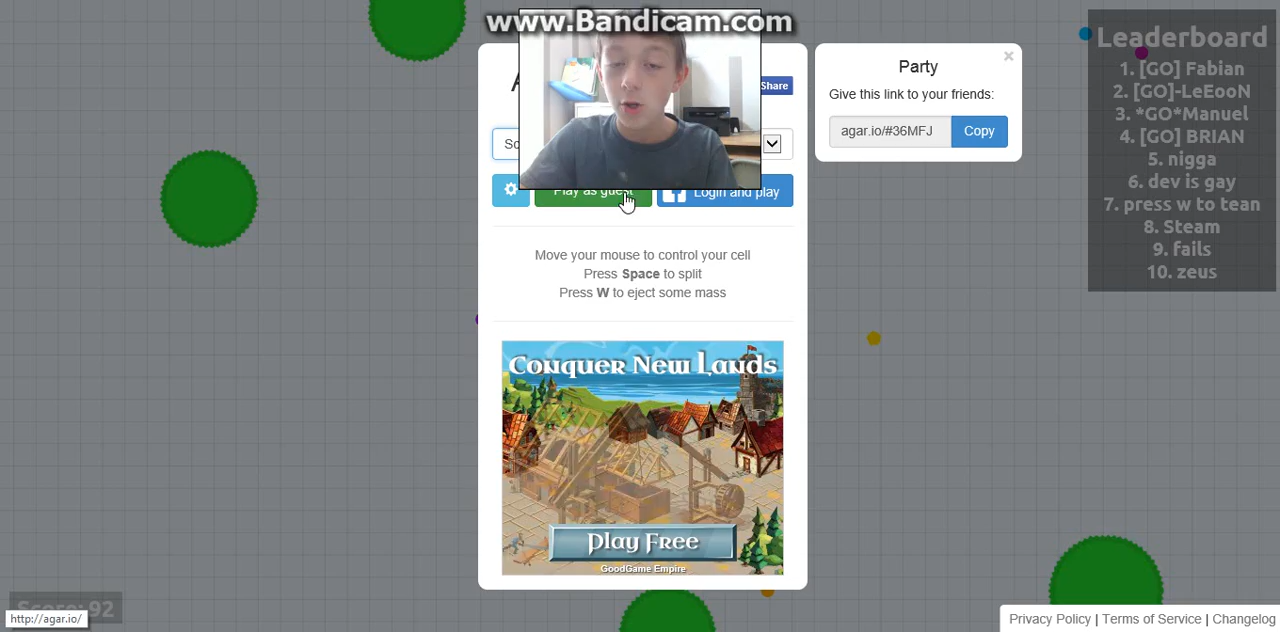 www.Bandicam.com
A
Share
So
Play as guest
Login and play
Move your mouse to control your cell
Press Space to split
Press W to eject some mass
Conquer New Lands
Play Free
GoodGame Empire
Party
×
Give this link to your friends:
agar.io/#36MFJ
Copy
Leaderboard
1. [GO] Fabian
2. [GO]-LeEooN
3. *GO*Manuel
4. [GO] BRIAN
5. nigga
6. dev is gay
7. press w to tean
8. Steam
9. fails
10. zeus
Score: 92
http://agar.io/
Privacy Policy | Terms of Service | Changelog